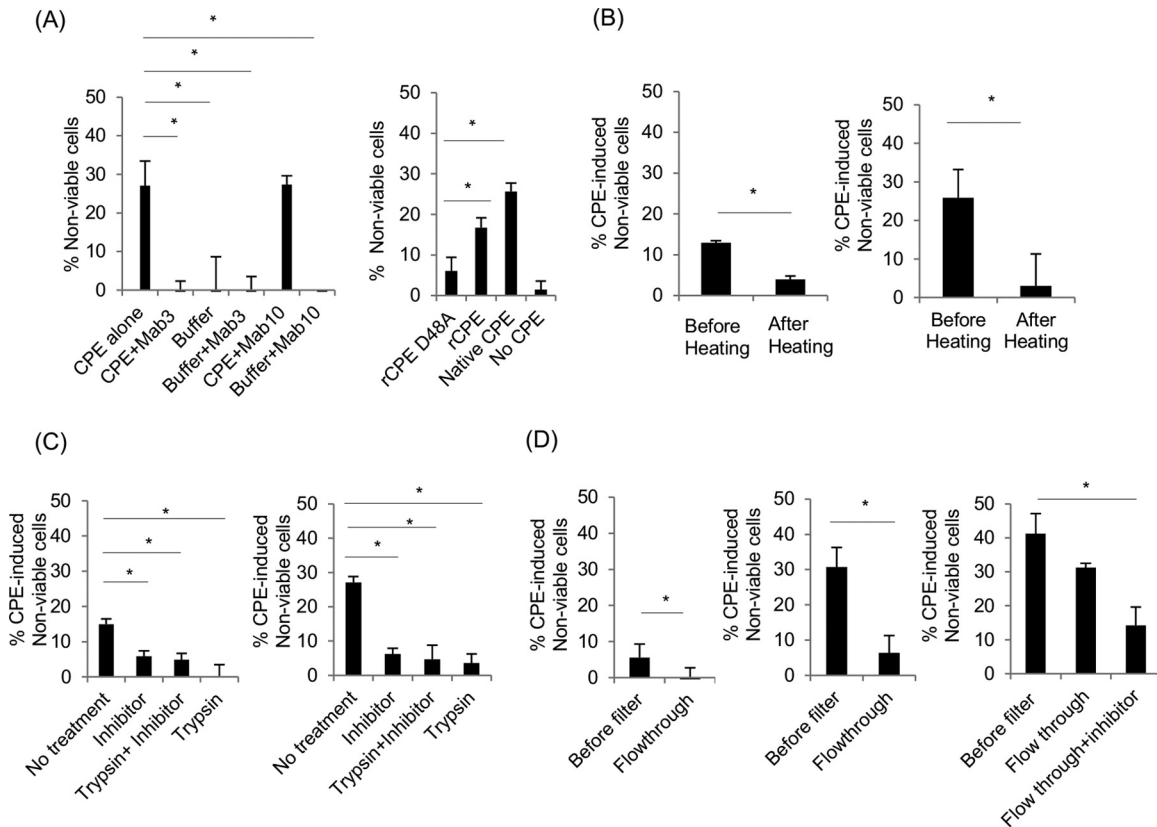 (A)
*
*
*
*
% Non-viable cells
50
40
30
20
10
0
CPE alone
CPE+Mab3
Buffer
Buffer+Mab3
CPE+Mab10
Buffer+Mab10
% Non-viable cells
50
40
30
20
10
0
*
*
rCPE D48A
rCPE
Native CPE
No CPE
(B)
% CPE-induced
Non-viable cells
50
40
30
20
10
0
*
Before
Heating
After
Heating
% CPE-induced
Non-viable cells
50
40
30
20
10
0
*
Before
Heating
After
Heating
(C)
% CPE-induced
Non-viable cells
50
40
30
20
10
0
*
*
*
No treatment
Inhibitor
Trypsin+ Inhibitor
Trypsin
% CPE-induced
Non-viable cells
50
40
30
20
10
0
*
*
*
No treatment
Inhibitor
Trypsin+Inhibitor
Trypsin
(D)
% CPE-induced
Non-viable cells
50
40
30
20
10
0
*
Before filter
Flowthrough
% CPE-induced
Non-viable cells
50
40
30
20
10
0
*
Before filter
Flowthrough
% CPE-induced
Non-viable cells
50
40
30
20
10
0
*
Before filter
Flow through
Flow through+inhibitor